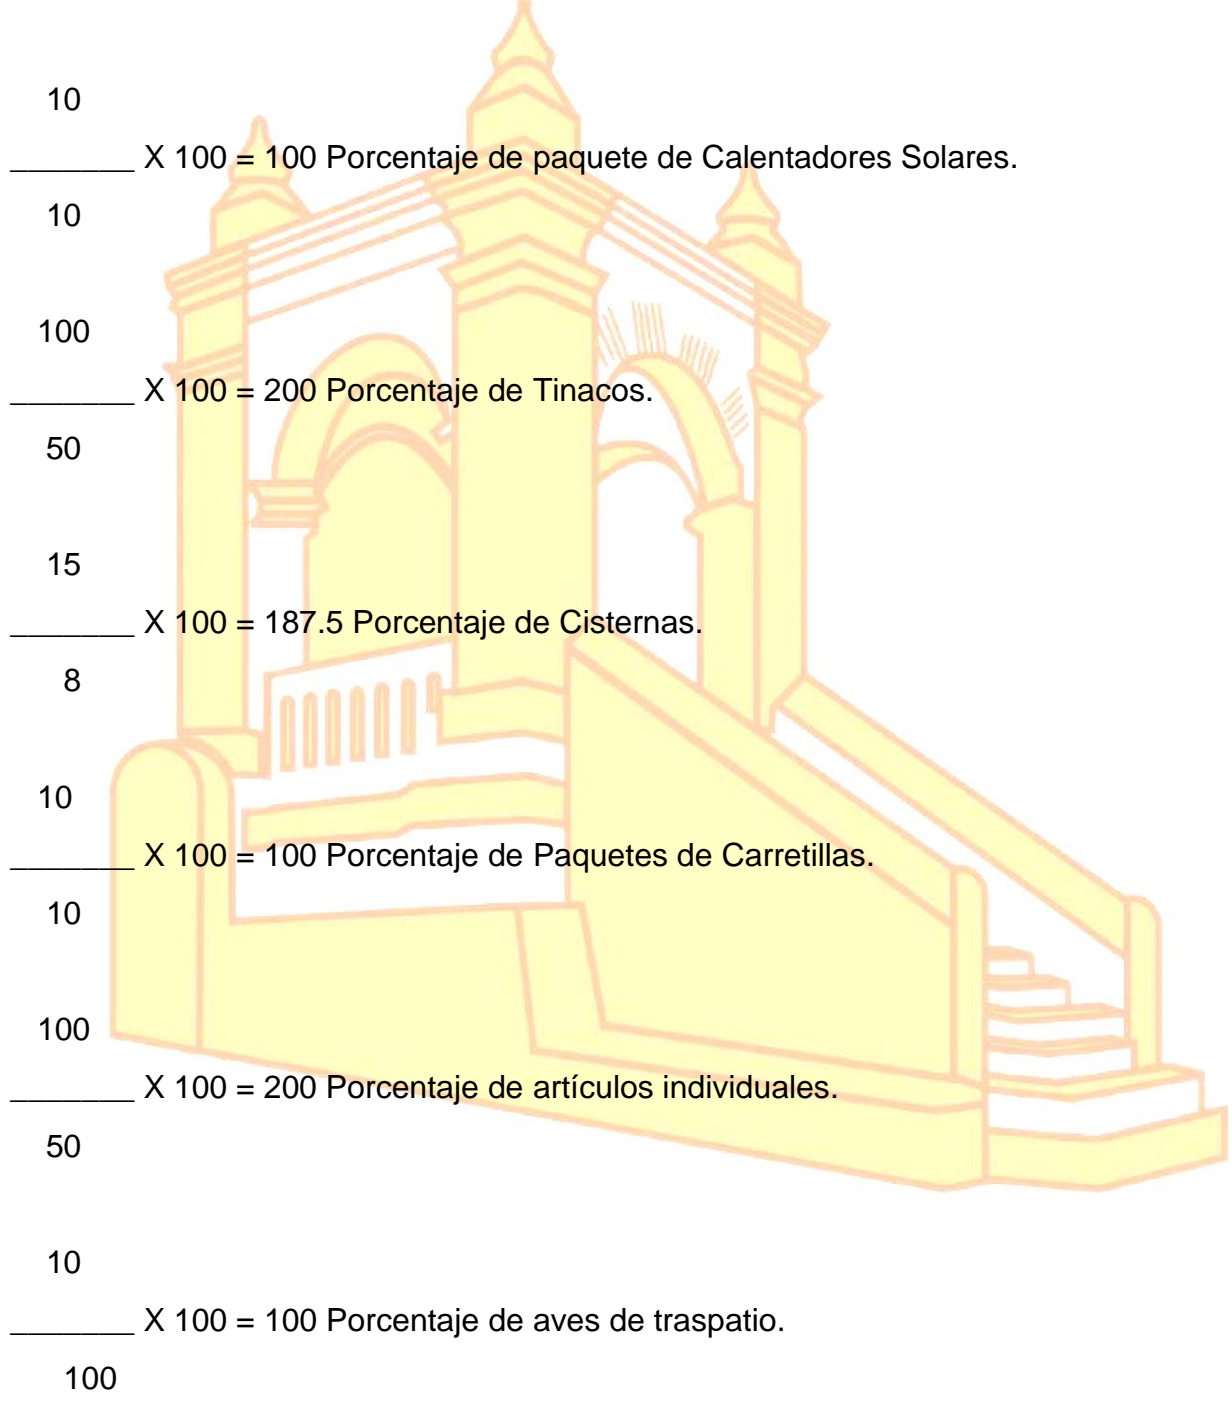 10
_______ X 100 = 100 Porcentaje de paquete de Calentadores Solares.
10
100
_______ X 100 = 200 Porcentaje de Tinacos.
50
15
_______ X 100 = 187.5 Porcentaje de Cisternas.
8
10
_______ X 100 = 100 Porcentaje de Paquetes de Carretillas.
10
100
_______ X 100 = 200 Porcentaje de artículos individuales.
50
10
_______ X 100 = 100 Porcentaje de aves de traspatio.
100